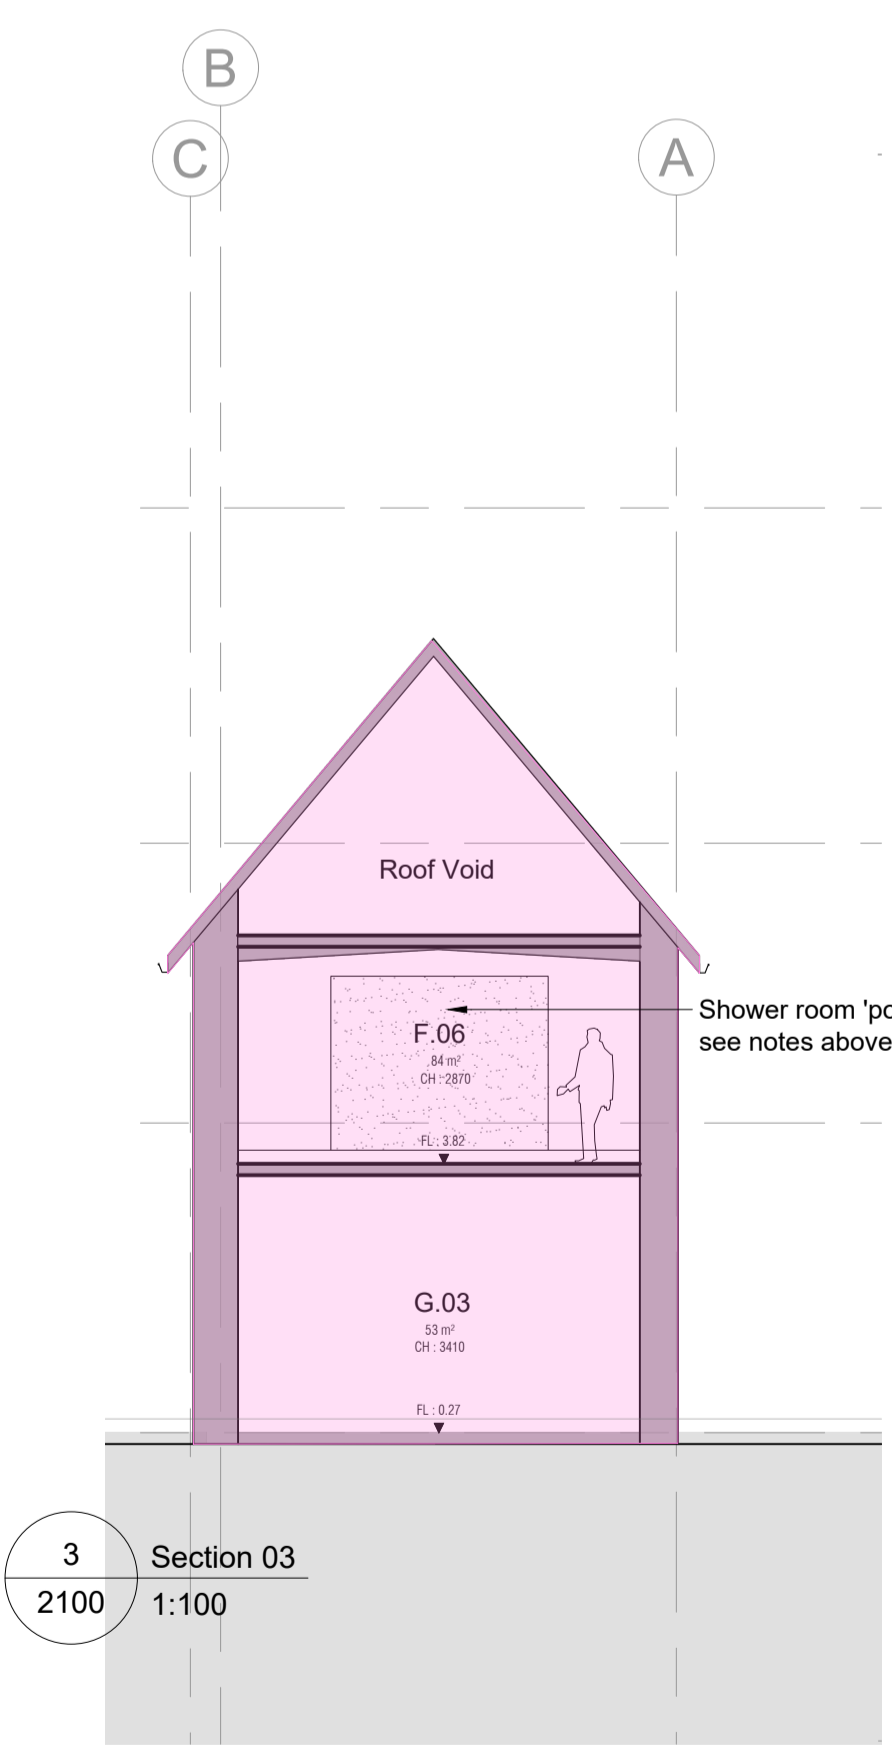 B
C
A
Roof Void
Shower room 'po
see notes above
F.06
84 m²
CH : 2870
FL : 3.82
G.03
53 m²
CH : 3410
FL : 0.27
3
Section 03
2100
1:100